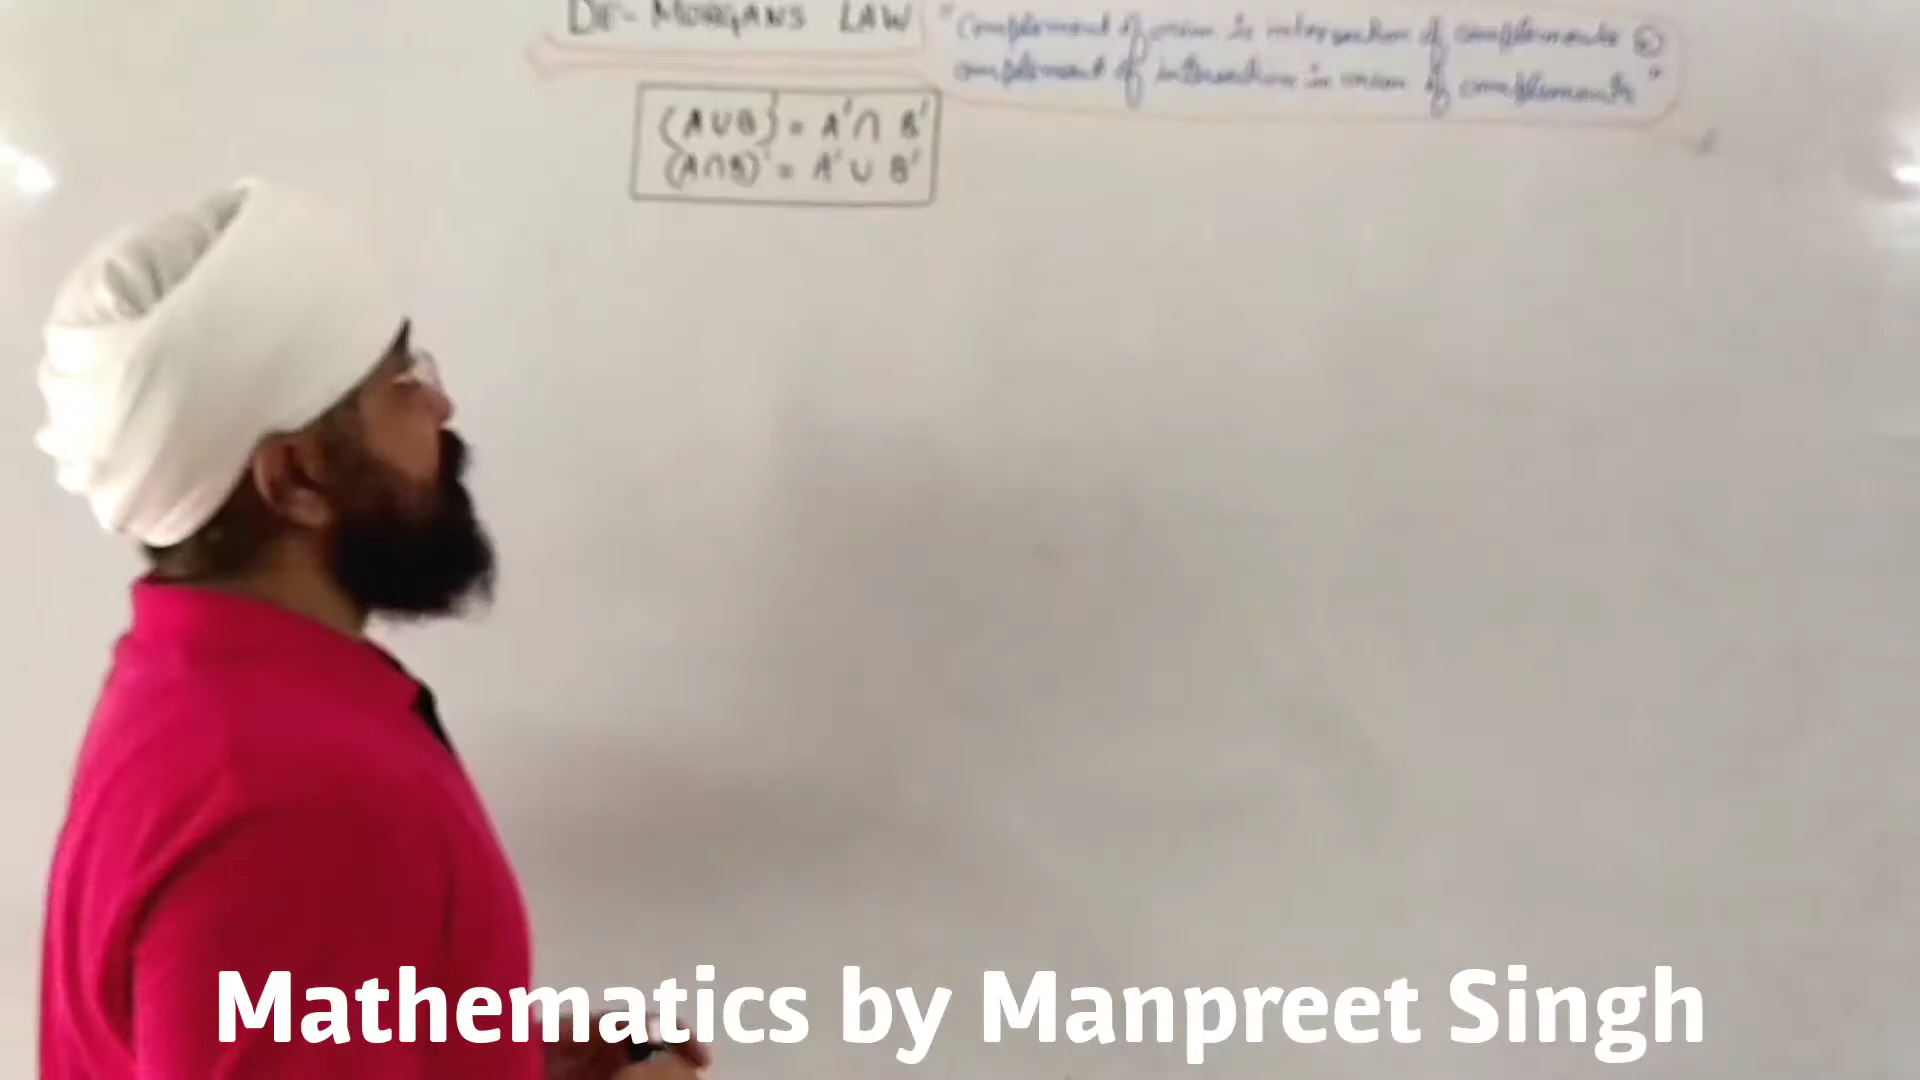 DE-MORGANS LAW
"complement of union is intersection of complements &
complement of intersection is union of complements"
(A∪B)' = A'∩ B'
(A∩B)' = A' ∪ B'
Mathematics by Manpreet Singh